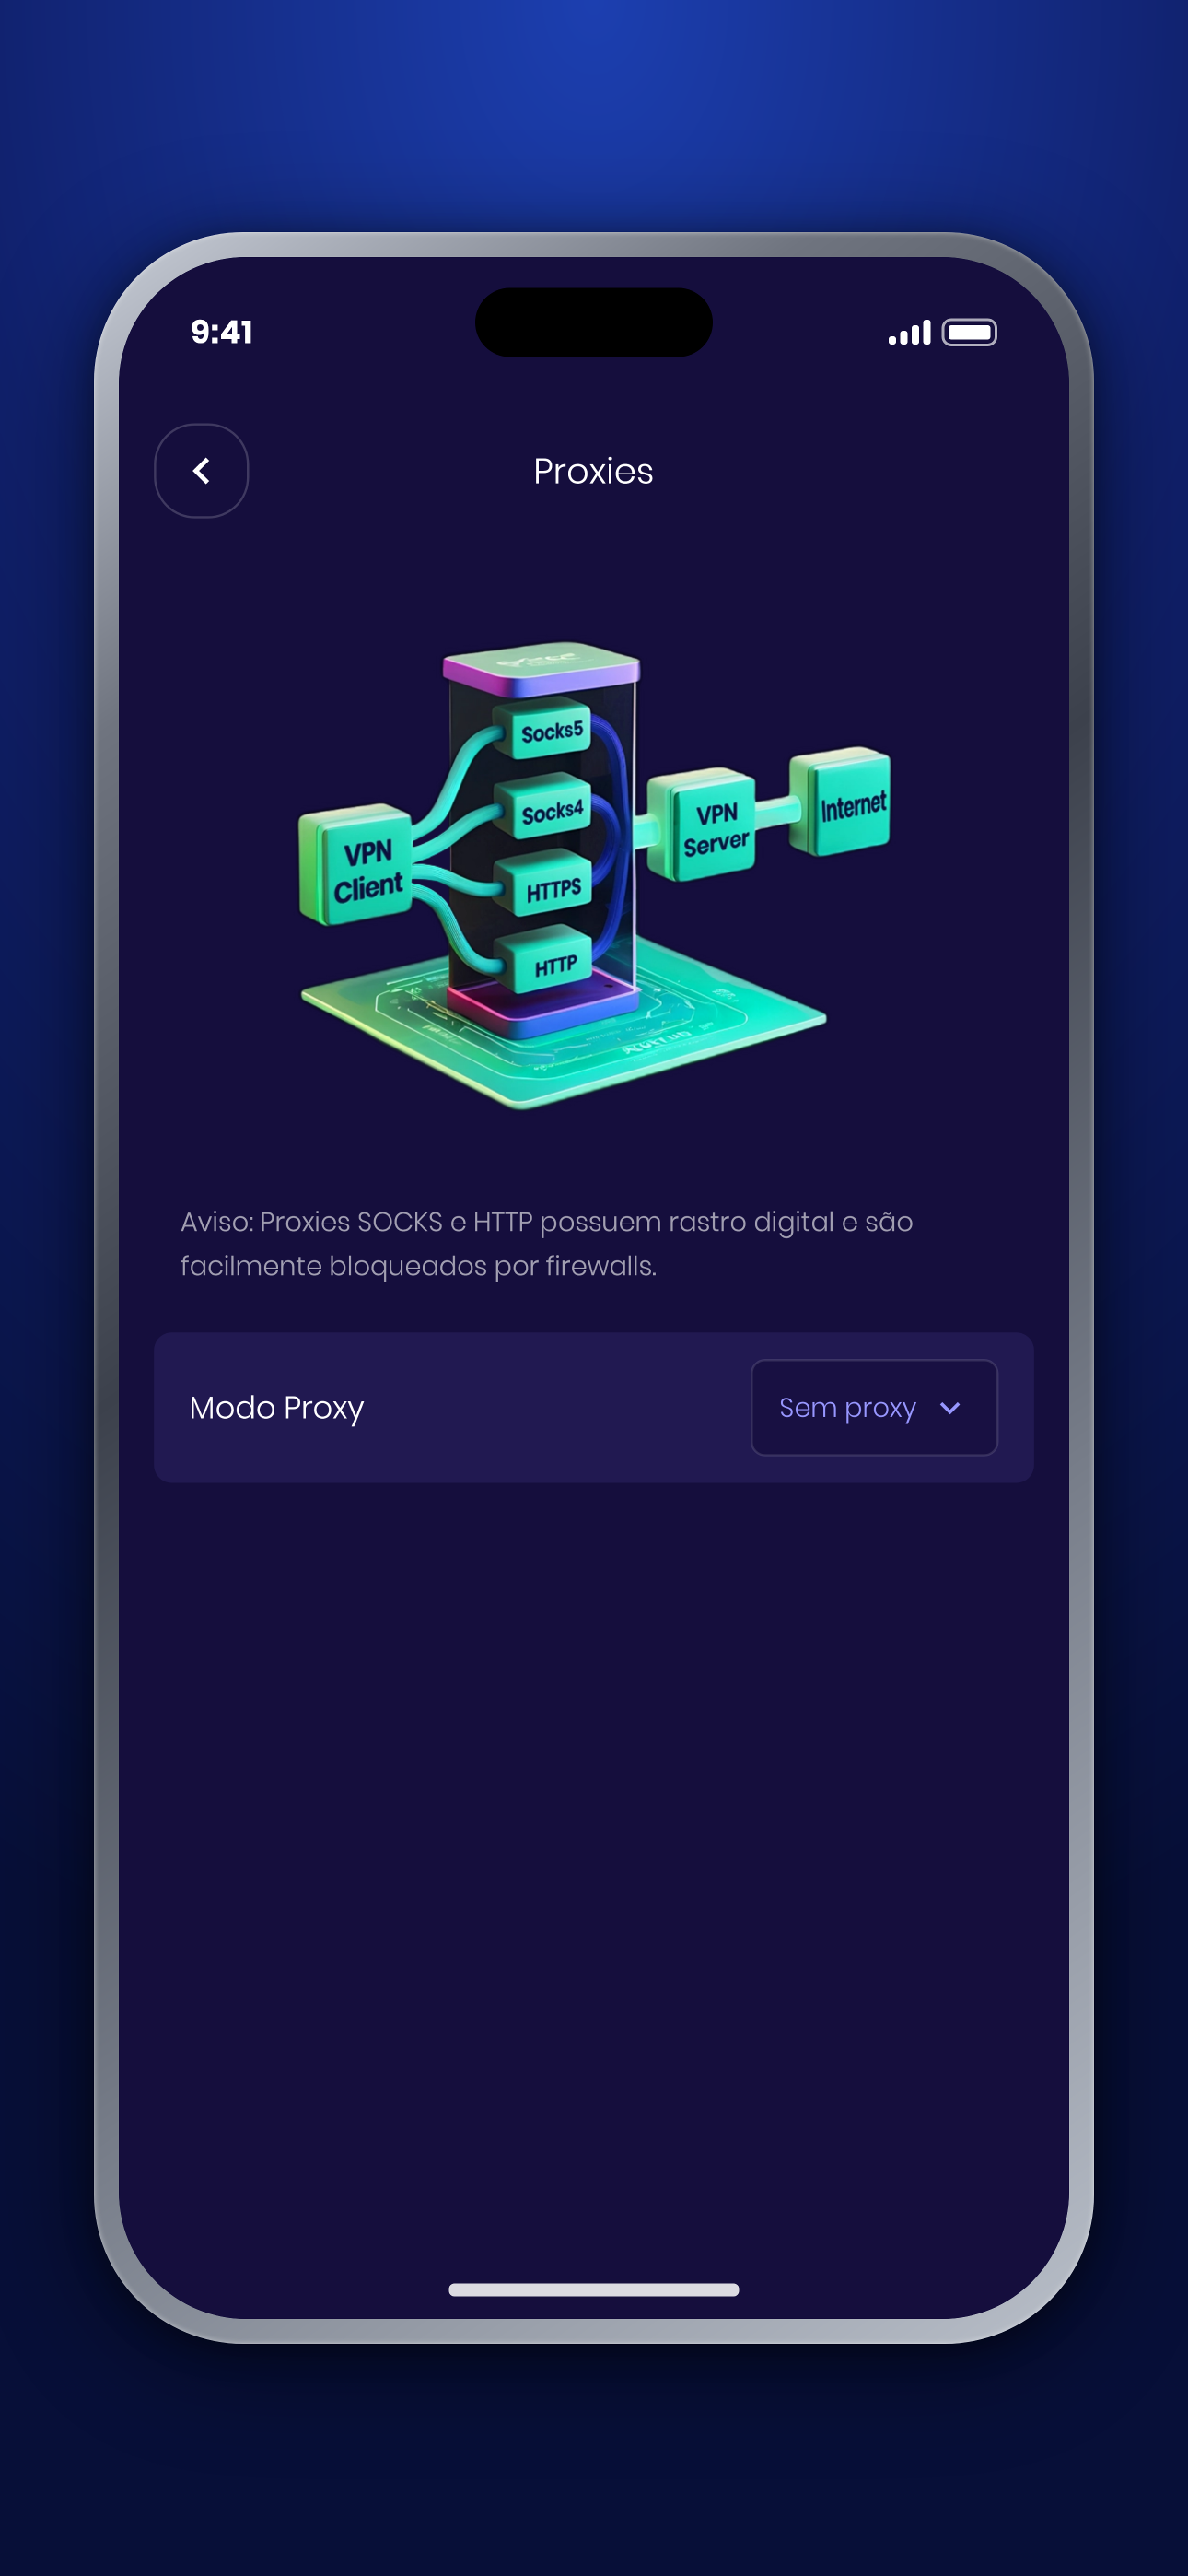 9:41
Proxies
Socks5
Socks4
HTTPS
HTTP
VPN
Client
VPN
Server
Internet
Aviso: Proxies SOCKS e HTTP possuem rastro digital e são
facilmente bloqueados por firewalls.
Modo Proxy
Sem proxy